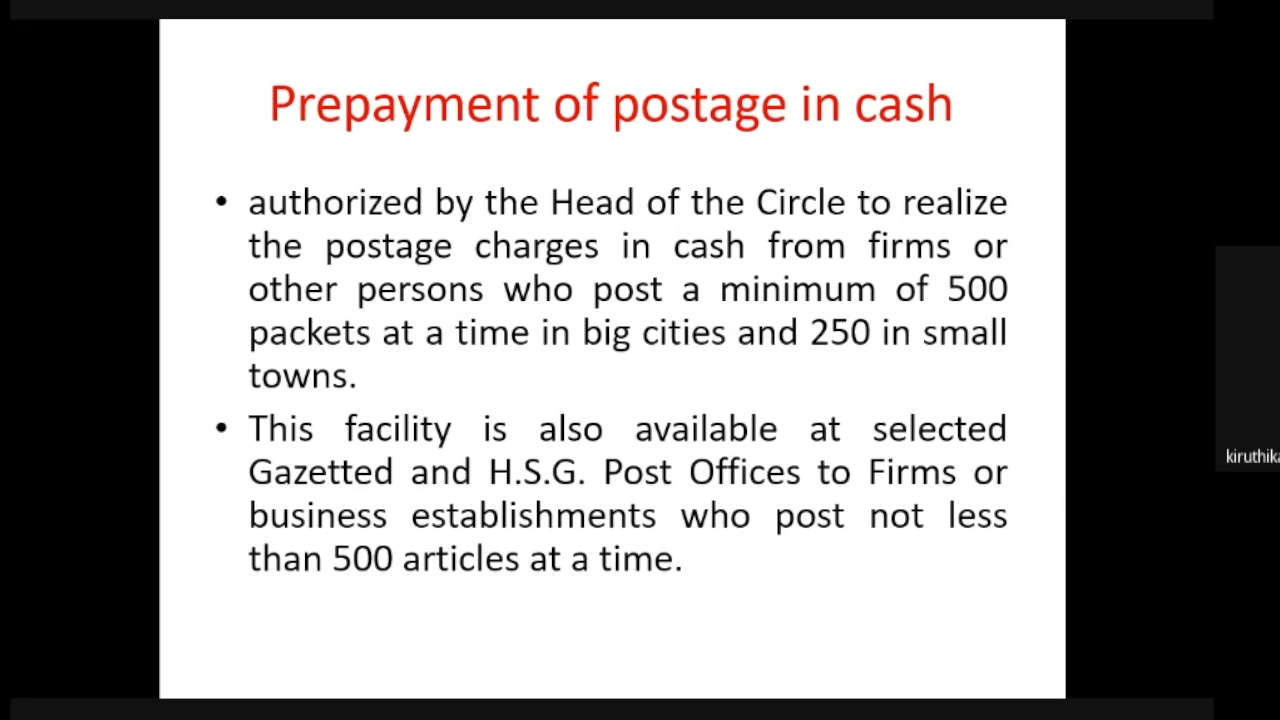 Prepayment of postage in cash
• authorized by the Head of the Circle to realize
the postage charges in cash from firms or
other persons who post a minimum of 500
packets at a time in big cities and 250 in small
towns.
• This facility is also available at selected
Gazetted and H.S.G. Post Offices to Firms or
business establishments who post not less
than 500 articles at a time.
kiruthika